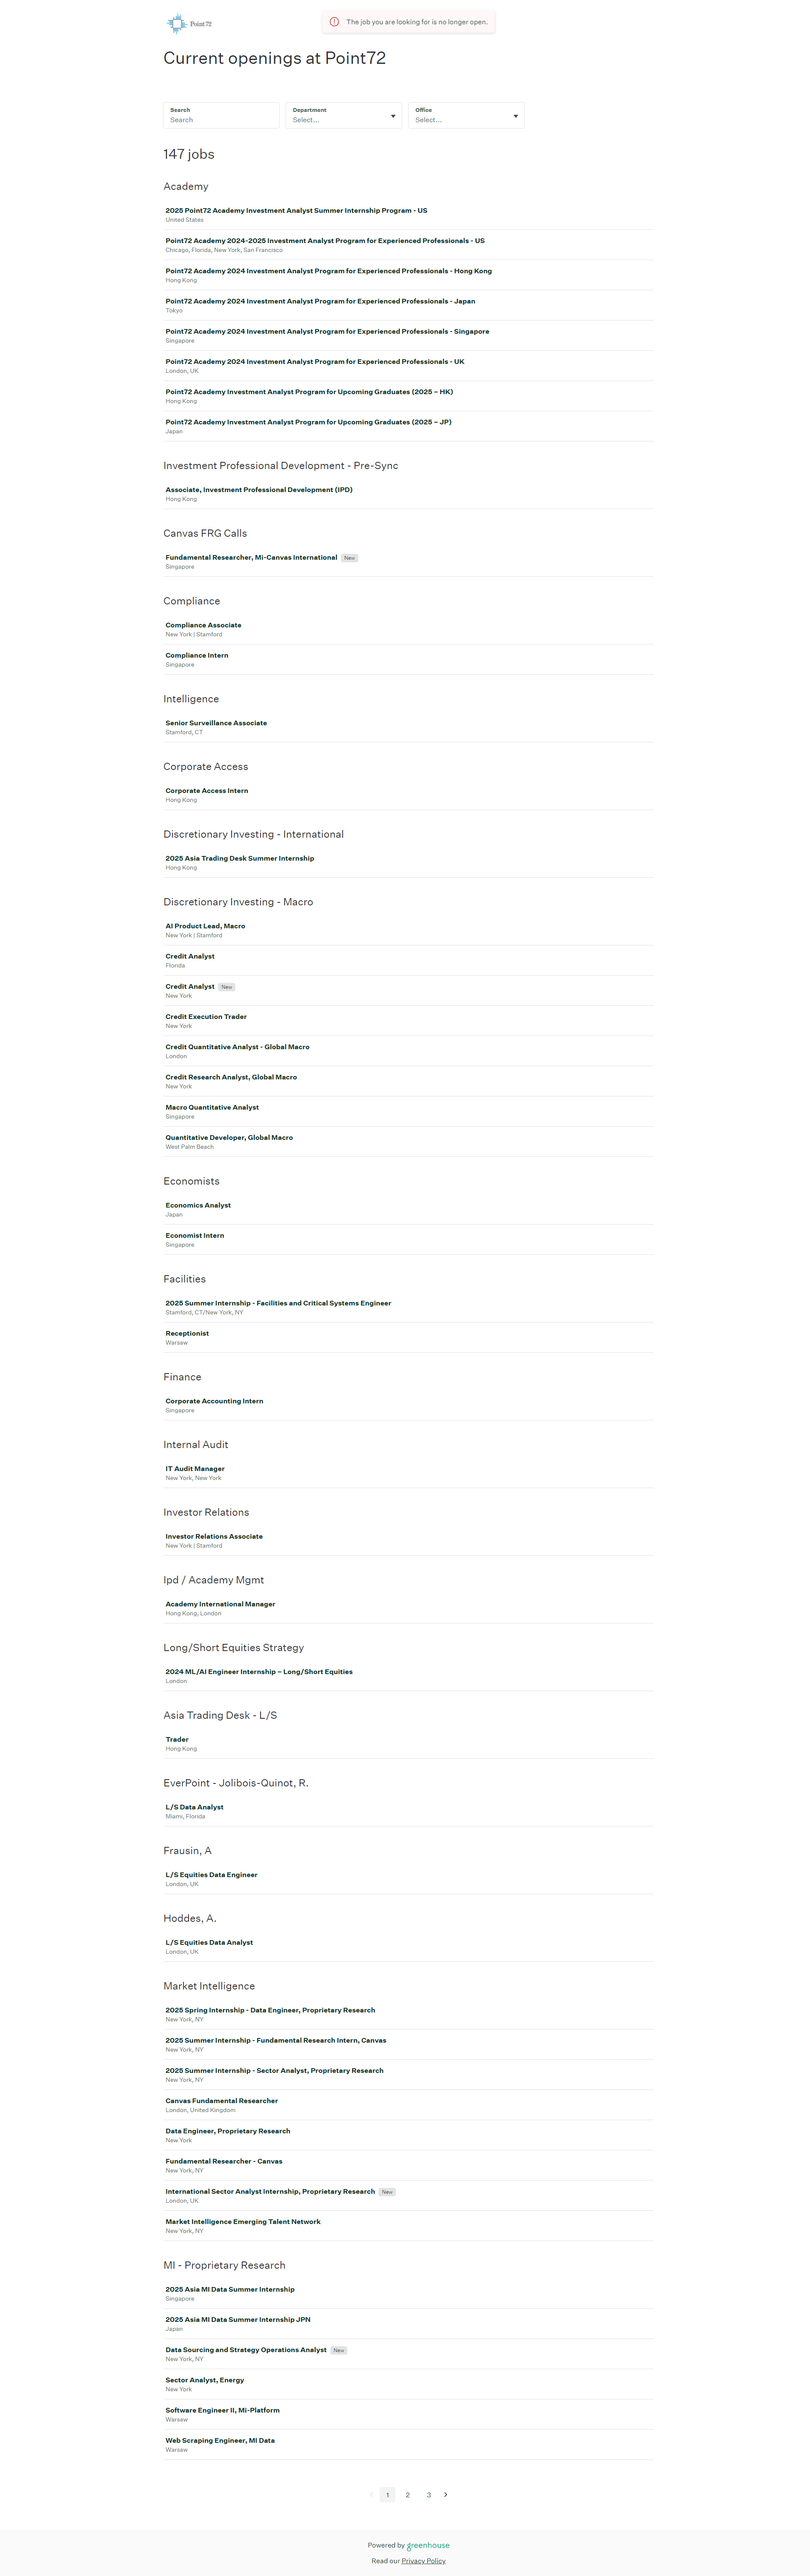 Point72
The job you are looking for is no longer open.
Current openings at Point72
Search
Search
Department
Select...
Office
Select...
147 jobs
Academy
2025 Point72 Academy Investment Analyst Summer Internship Program - US
United States
Point72 Academy 2024-2025 Investment Analyst Program for Experienced Professionals - US
Chicago, Florida, New York, San Francisco
Point72 Academy 2024 Investment Analyst Program for Experienced Professionals - Hong Kong
Hong Kong
Point72 Academy 2024 Investment Analyst Program for Experienced Professionals - Japan
Tokyo
Point72 Academy 2024 Investment Analyst Program for Experienced Professionals - Singapore
Singapore
Point72 Academy 2024 Investment Analyst Program for Experienced Professionals - UK
London, UK
Point72 Academy Investment Analyst Program for Upcoming Graduates (2025 – HK)
Hong Kong
Point72 Academy Investment Analyst Program for Upcoming Graduates (2025 – JP)
Japan
Investment Professional Development - Pre-Sync
Associate, Investment Professional Development (IPD)
Hong Kong
Canvas FRG Calls
Fundamental Researcher, Mi-Canvas International New
Singapore
Compliance
Compliance Associate
New York | Stamford
Compliance Intern
Singapore
Intelligence
Senior Surveillance Associate
Stamford, CT
Corporate Access
Corporate Access Intern
Hong Kong
Discretionary Investing - International
2025 Asia Trading Desk Summer Internship
Hong Kong
Discretionary Investing - Macro
AI Product Lead, Macro
New York | Stamford
Credit Analyst
Florida
Credit Analyst New
New York
Credit Execution Trader
New York
Credit Quantitative Analyst - Global Macro
London
Credit Research Analyst, Global Macro
New York
Macro Quantitative Analyst
Singapore
Quantitative Developer, Global Macro
West Palm Beach
Economists
Economics Analyst
Japan
Economist Intern
Singapore
Facilities
2025 Summer Internship - Facilities and Critical Systems Engineer
Stamford, CT/New York, NY
Receptionist
Warsaw
Finance
Corporate Accounting Intern
Singapore
Internal Audit
IT Audit Manager
New York, New York
Investor Relations
Investor Relations Associate
New York | Stamford
Ipd / Academy Mgmt
Academy International Manager
Hong Kong, London
Long/Short Equities Strategy
2024 ML/AI Engineer Internship – Long/Short Equities
London
Asia Trading Desk - L/S
Trader
Hong Kong
EverPoint - Jolibois-Quinot, R.
L/S Data Analyst
Miami, Florida
Frausin, A
L/S Equities Data Engineer
London, UK
Hoddes, A.
L/S Equities Data Analyst
London, UK
Market Intelligence
2025 Spring Internship - Data Engineer, Proprietary Research
New York, NY
2025 Summer Internship - Fundamental Research Intern, Canvas
New York, NY
2025 Summer Internship - Sector Analyst, Proprietary Research
New York, NY
Canvas Fundamental Researcher
London, United Kingdom
Data Engineer, Proprietary Research
New York
Fundamental Researcher - Canvas
New York, NY
International Sector Analyst Internship, Proprietary Research New
London, UK
Market Intelligence Emerging Talent Network
New York, NY
MI - Proprietary Research
2025 Asia MI Data Summer Internship
Singapore
2025 Asia MI Data Summer Internship JPN
Japan
Data Sourcing and Strategy Operations Analyst New
New York, NY
Sector Analyst, Energy
New York
Software Engineer II, Mi-Platform
Warsaw
Web Scraping Engineer, MI Data
Warsaw
1 2 3
Powered by greenhouse
Read our Privacy Policy